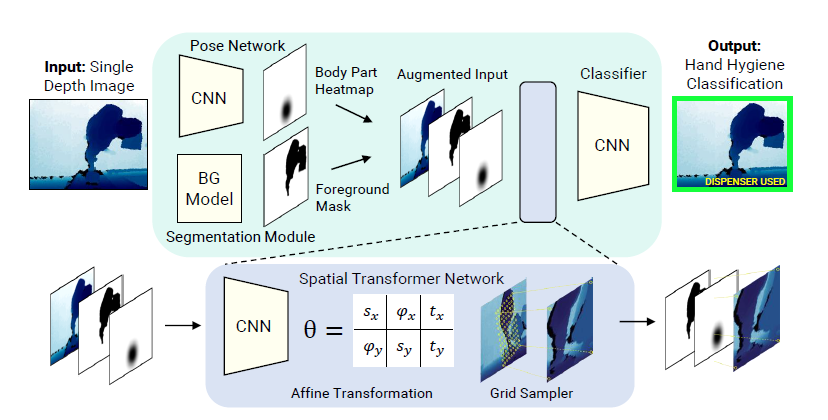 Input: Single
Depth Image
Pose Network
CNN
Body Part
Heatmap
BG
Model
Foreground
Mask
Segmentation Module
Augmented Input
Classifier
CNN
Output:
Hand Hygiene
Classification
DISPENSER USED
Spatial Transformer Network
CNN
θ =
s_x φ_x t_x
φ_y s_y t_y
Affine Transformation
Grid Sampler